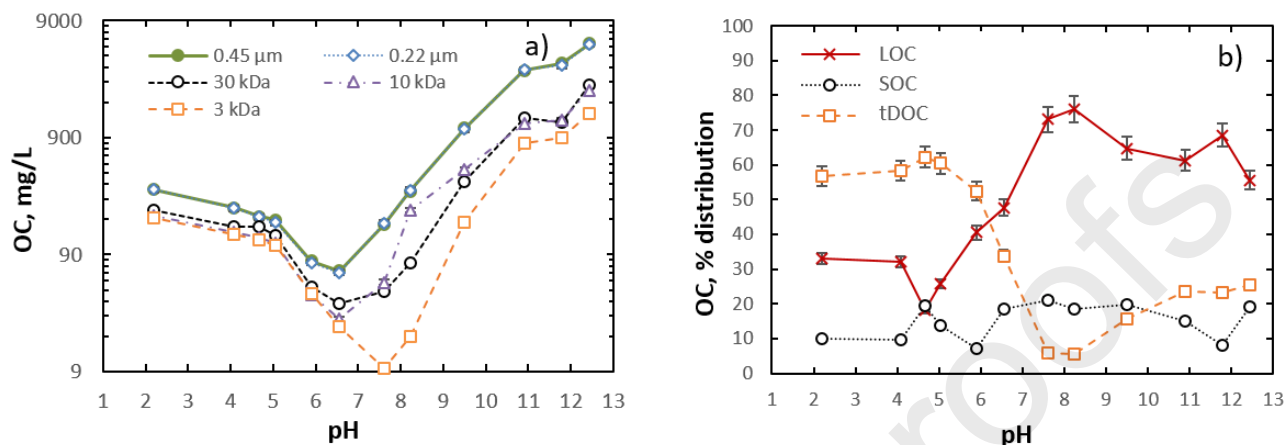 a)
0.45 µm 0.22 µm
30 kDa 10 kDa
3 kDa
OC, mg/L
9000
900
90
9
1 2 3 4 5 6 7 8 9 10 11 12 13
pH
b)
LOC
SOC
tDOC
OC, % distribution
100
90
80
70
60
50
40
30
20
10
0
1 2 3 4 5 6 7 8 9 10 11 12 13
pH
roofs